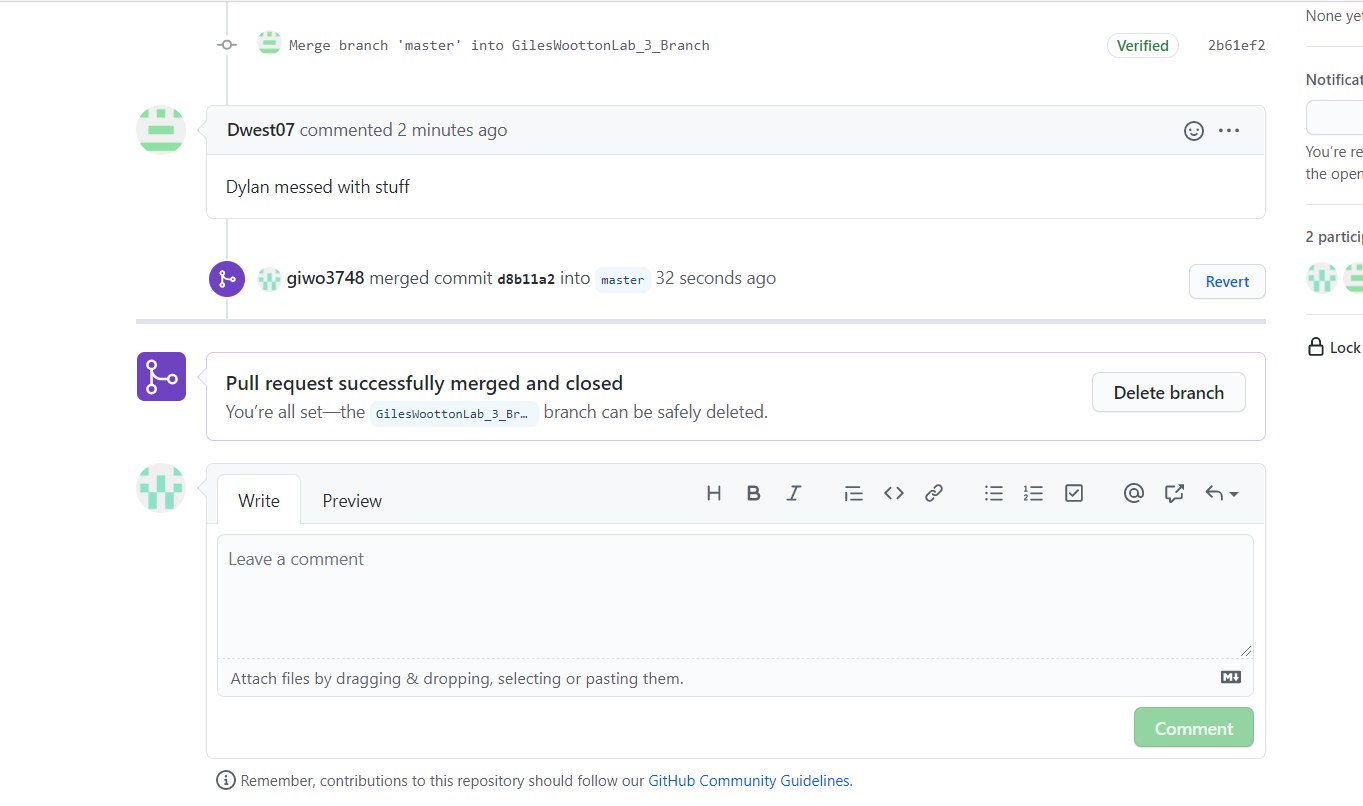 None yet
Merge branch 'master' into GilesWoottonLab_3_Branch Verified 2b61ef2
Notificat
Dwest07 commented 2 minutes ago
You're re
the open
Dylan messed with stuff
2 particip
giwo3748 merged commit d8b11a2 into master 32 seconds ago Revert
Lock
Pull request successfully merged and closed
You're all set—the GilesWoottonLab_3_Br… branch can be safely deleted.
Delete branch
Write Preview
Leave a comment
Attach files by dragging & dropping, selecting or pasting them.
Comment
Remember, contributions to this repository should follow our GitHub Community Guidelines.